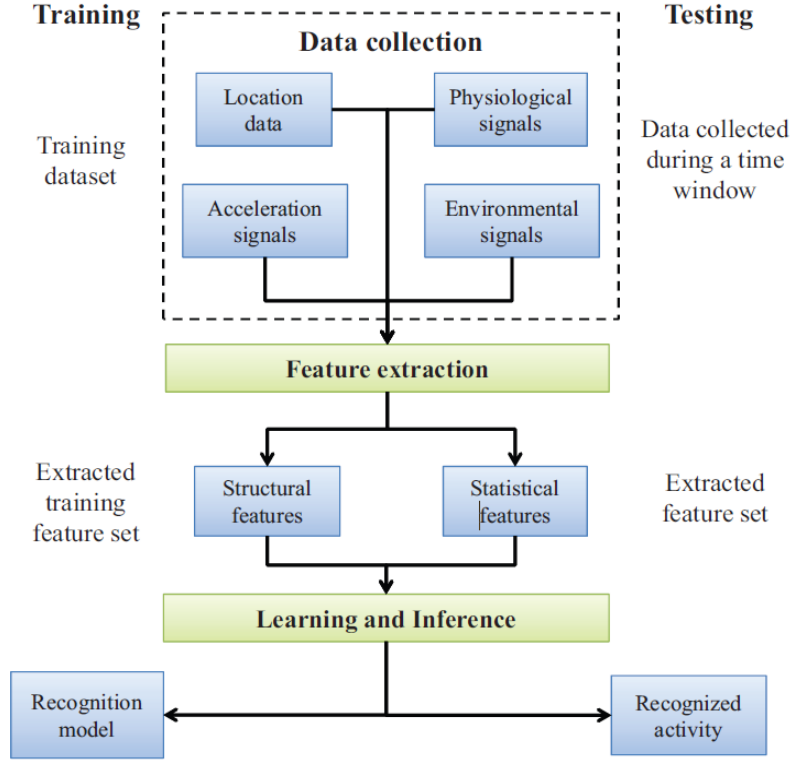 Training
Testing
Data collection
Location
data
Physiological
signals
Training
dataset
Data collected
during a time
window
Acceleration
signals
Environmental
signals
Feature extraction
Extracted
training
feature set
Structural
features
Statistical
features
Extracted
feature set
Learning and Inference
Recognition
model
Recognized
activity